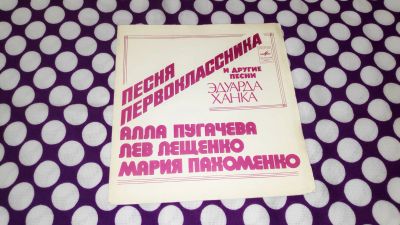 ПЕСНЯ
ПЕРВОКЛАССНИКА
И ДРУГИЕ
ПЕСНИ
ЭДУАРДА
ХАНКА
АЛЛА ПУГАЧЕВА
ЛЕВ ЛЕЩЕНКО
МАРИЯ ПАХОМЕНКО